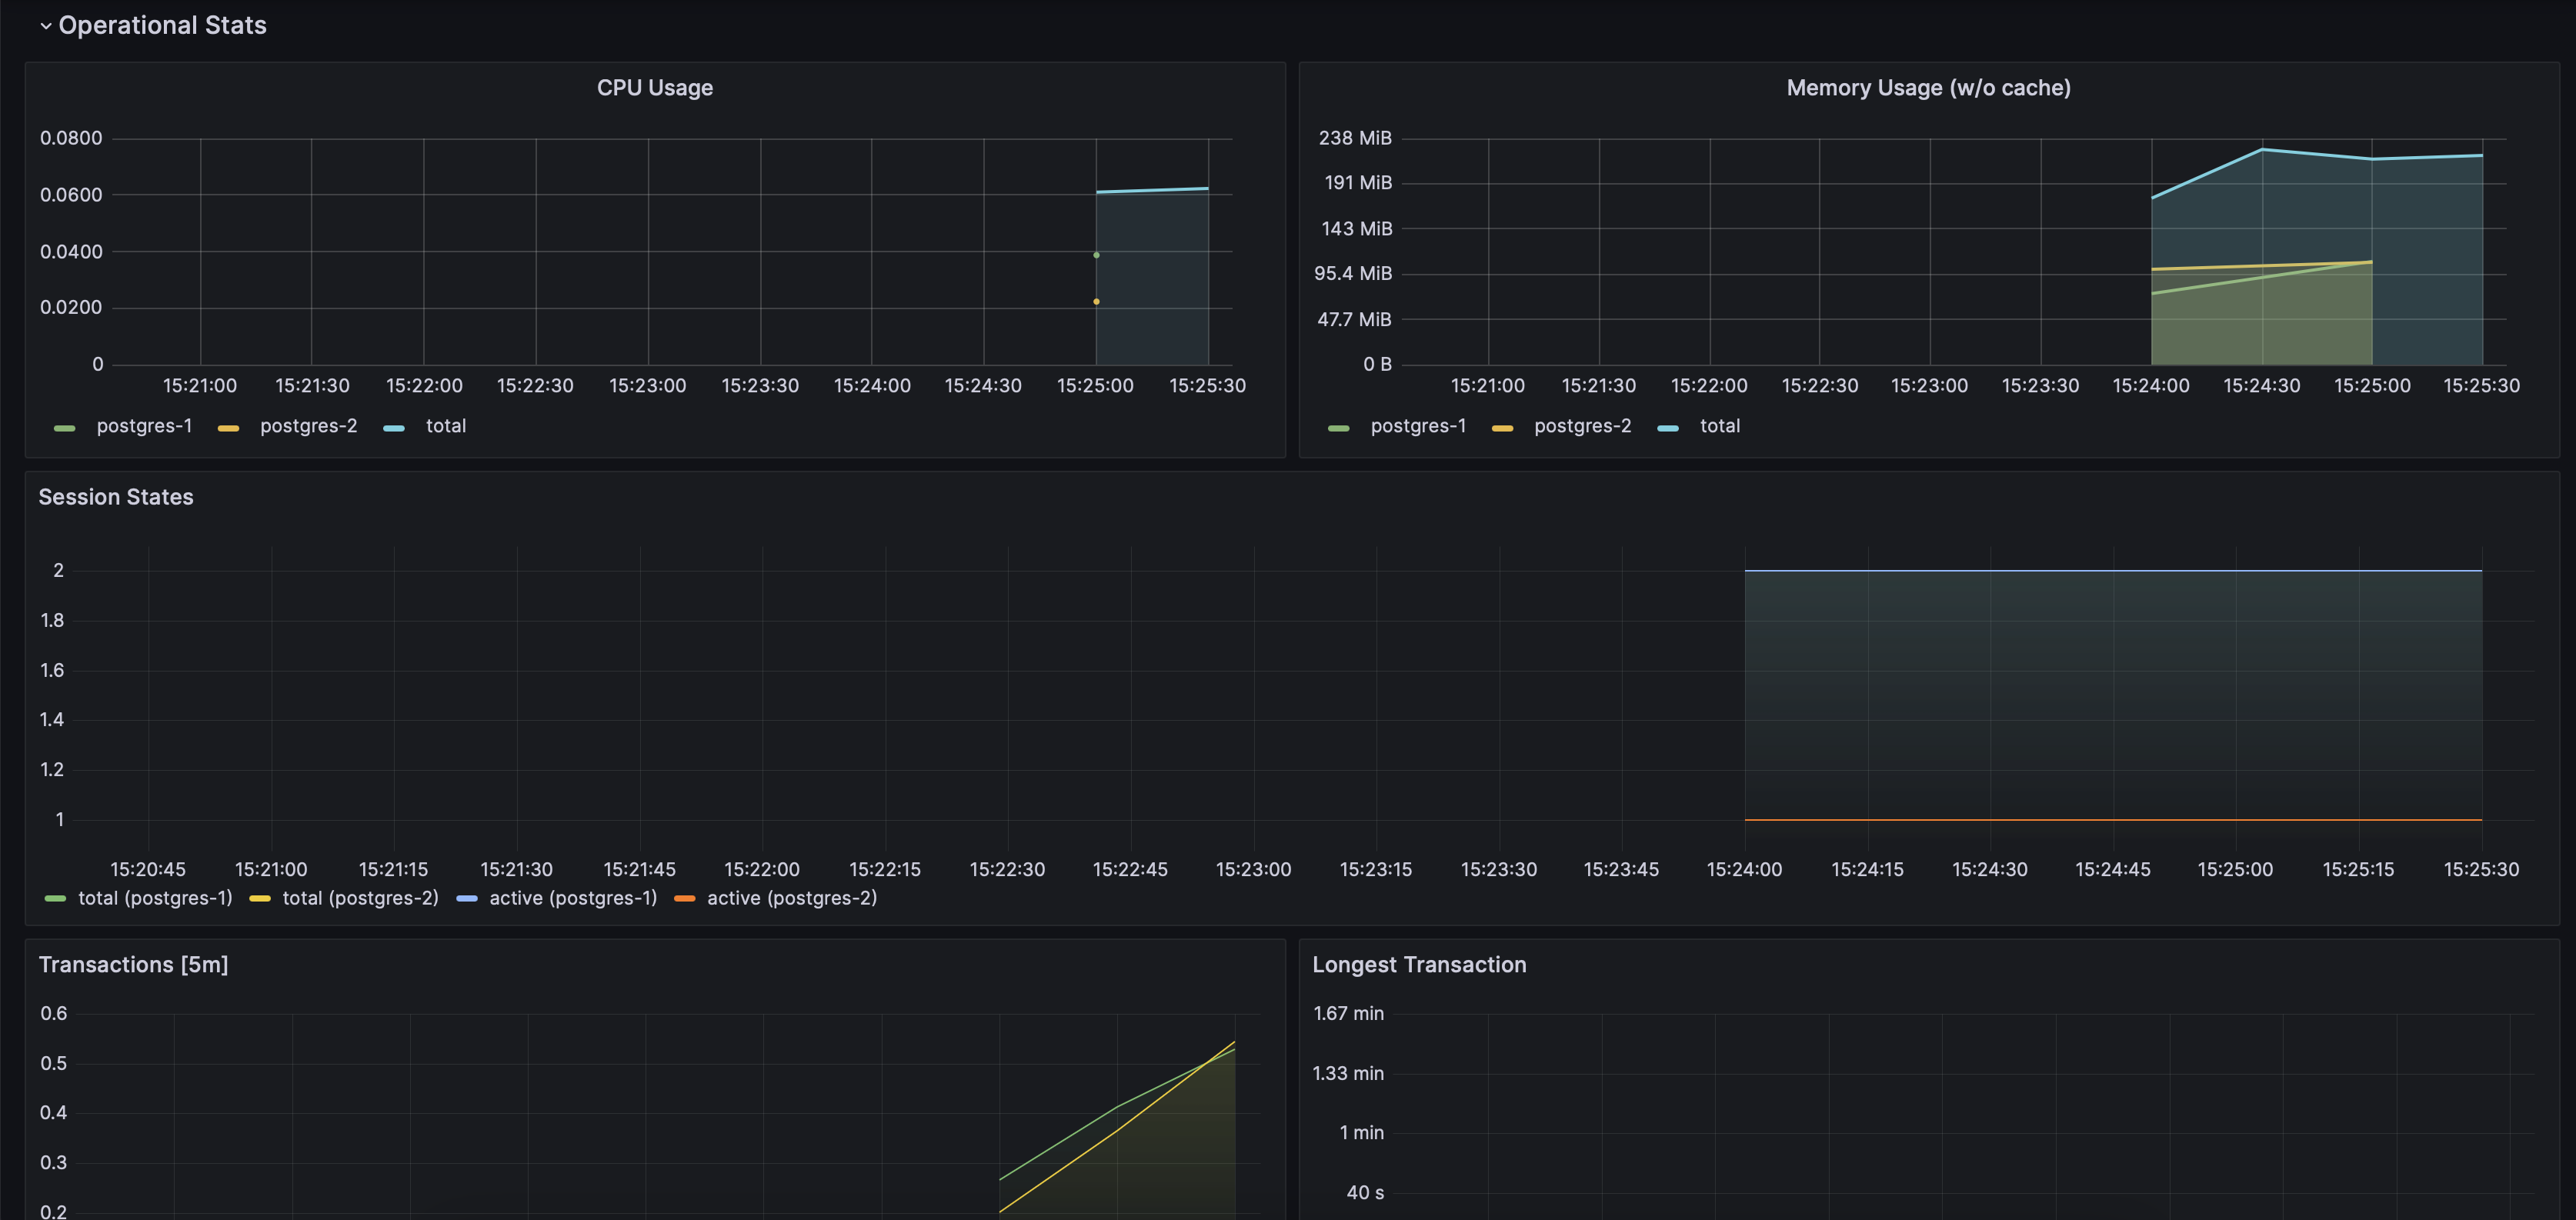 Operational Stats
CPU Usage
0.0800
0.0600
0.0400
0.0200
0
15:21:00 15:21:30 15:22:00 15:22:30 15:23:00 15:23:30 15:24:00 15:24:30 15:25:00 15:25:30
postgres-1 postgres-2 total
Memory Usage (w/o cache)
238 MiB
191 MiB
143 MiB
95.4 MiB
47.7 MiB
0 B
15:21:00 15:21:30 15:22:00 15:22:30 15:23:00 15:23:30 15:24:00 15:24:30 15:25:00 15:25:30
postgres-1 postgres-2 total
Session States
2
1.8
1.6
1.4
1.2
1
15:20:45 15:21:00 15:21:15 15:21:30 15:21:45 15:22:00 15:22:15 15:22:30 15:22:45 15:23:00 15:23:15 15:23:30 15:23:45 15:24:00 15:24:15 15:24:30 15:24:45 15:25:00 15:25:15 15:25:30
total (postgres-1) total (postgres-2) active (postgres-1) active (postgres-2)
Transactions [5m]
0.6
0.5
0.4
0.3
0.2
Longest Transaction
1.67 min
1.33 min
1 min
40 s